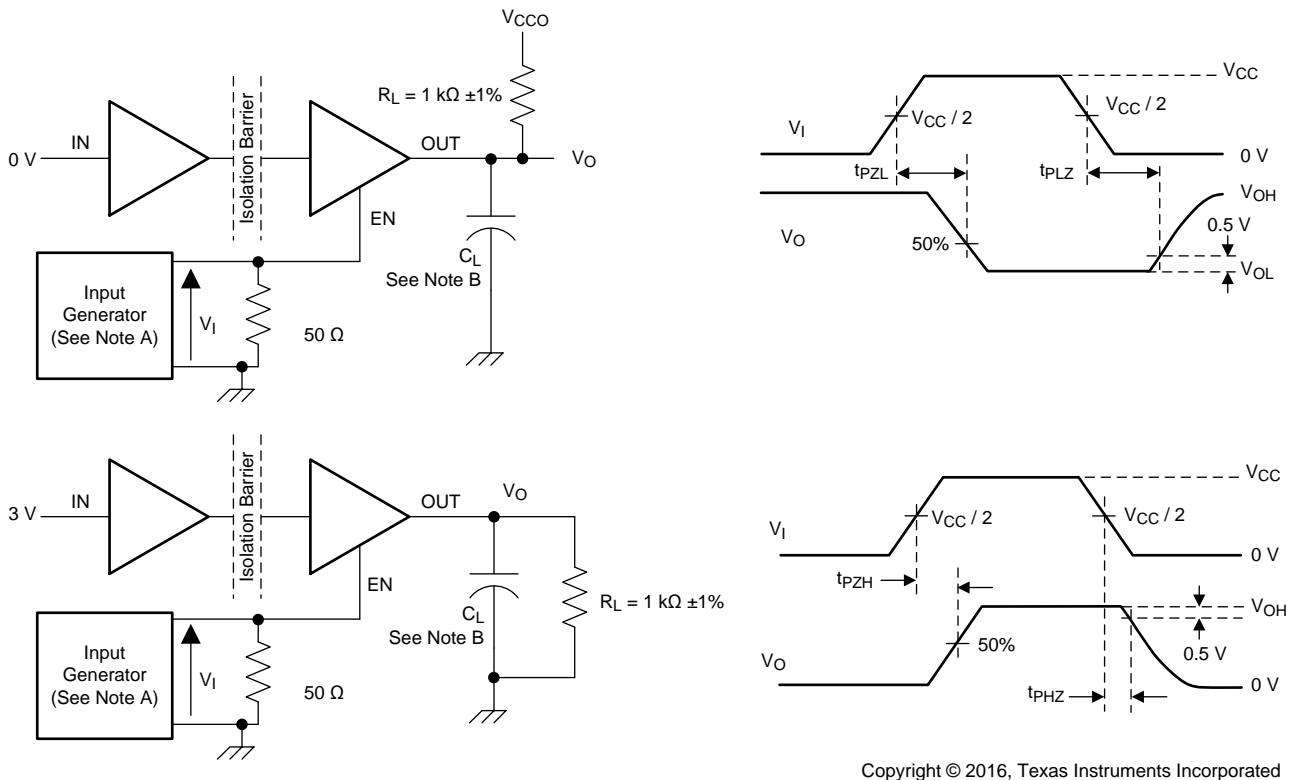 VCCO
RL = 1 kΩ ±1%
0 V
IN
Isolation Barrier
OUT
VO
EN
CL
See Note B
Input
Generator
(See Note A)
VI
50 Ω
VI
VCC / 2
VCC / 2
VCC
0 V
tPZL
tPLZ
VO
50%
VOH
0.5 V
VOL
3 V
IN
Isolation Barrier
OUT
VO
EN
CL
See Note B
RL = 1 kΩ ±1%
Input
Generator
(See Note A)
VI
50 Ω
VI
VCC / 2
VCC / 2
VCC
0 V
tPZH
VO
50%
VOH
0.5 V
tPHZ
0 V
Copyright © 2016, Texas Instruments Incorporated